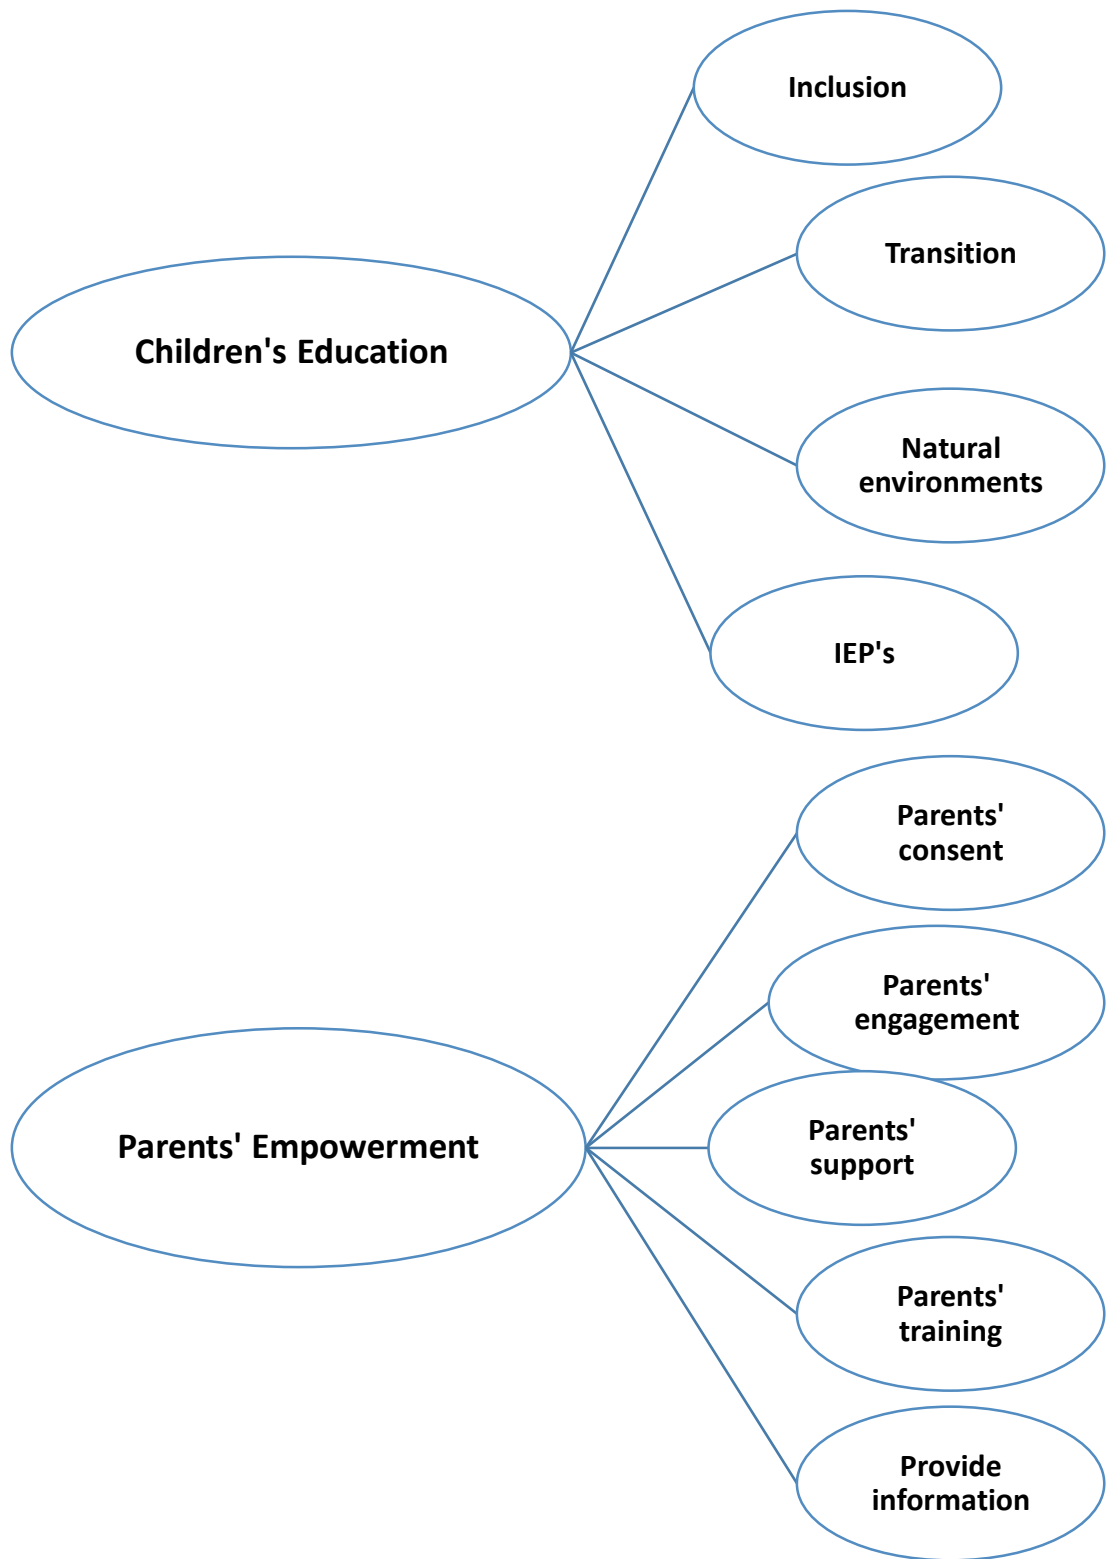 Inclusion
Transition
Children's Education
Natural
environments
IEP's
Parents'
consent
Parents'
engagement
Parents' Empowerment
Parents'
support
Parents'
training
Provide
information